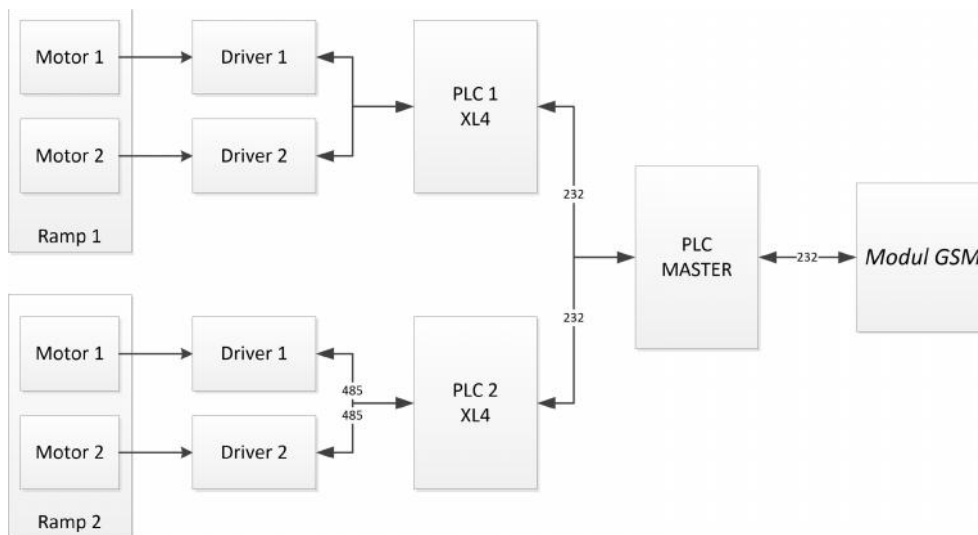 Motor 1
Driver 1
PLC 1
XL4
Motor 2
Driver 2
Ramp 1
232
PLC
MASTER
232
Modul GSM
232
Motor 1
Driver 1
485
485
PLC 2
XL4
Motor 2
Driver 2
Ramp 2